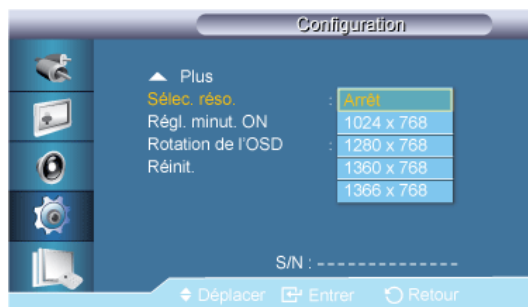 Configuration
Plus
Sélec. réso. : Arrêt
Régl. minut. ON 1024 x 768
Rotation de l'OSD : 1280 x 768
Réinit. 1360 x 768
1366 x 768
S/N : - - - - - - - - - - - - - -
Déplacer Entrer Retour